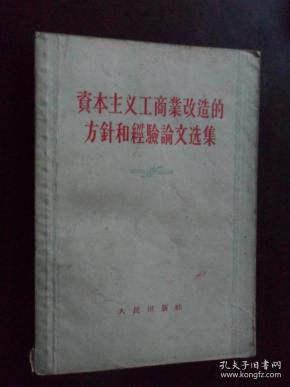 資本主义工商業改造的
方針和經驗論文选集
人民出版社
孔夫子旧书网